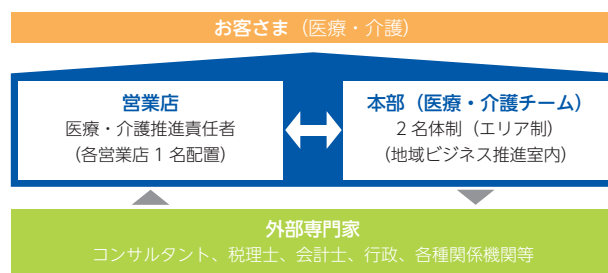 お客さま（医療・介護）
営業店
医療・介護推進責任者
（各営業店 1 名配置）
本部（医療・介護チーム）
2 名体制（エリア制）
（地域ビジネス推進室内）
外部専門家
コンサルタント、税理士、会計士、行政、各種関係機関等